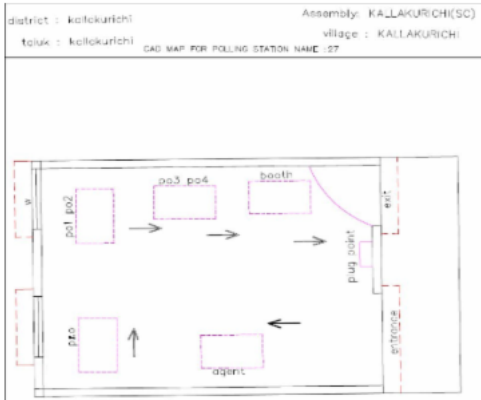 district : kallakurichi
Assembly: KALLAKURICHI(SC)
taluk : kallakurichi
village : KALLAKURICHI
CAD MAP FOR POLLING STATION NAME :27
po1 po2
po3 po4
booth
exit
plug point
pro
agent
entrance